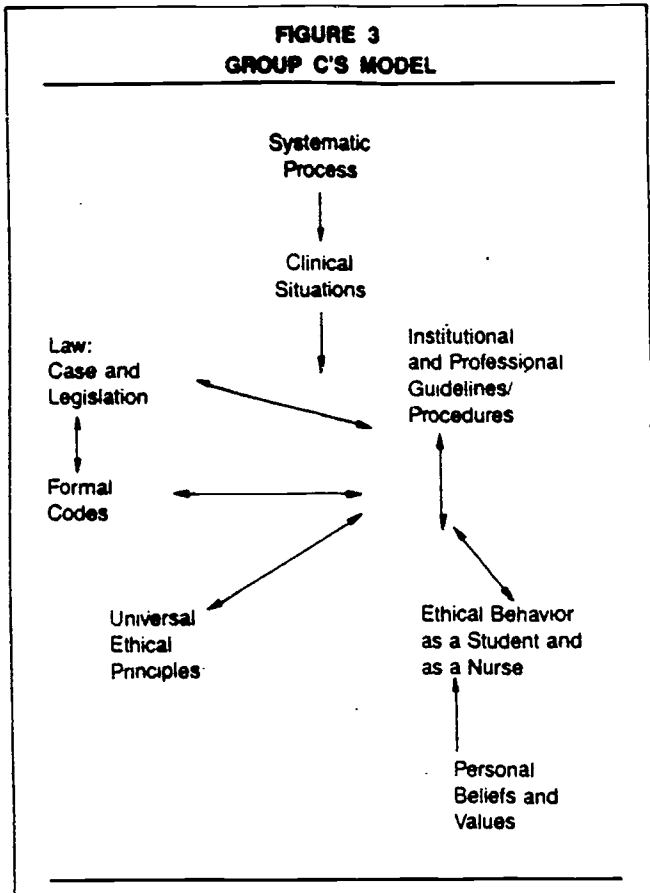 FIGURE 3
GROUP C'S MODEL
Systematic
Process
Clinical
Situations
Law:
Case and
Legislation
Institutional
and Professional
Guidelines/
Procedures
Formal
Codes
Universal
Ethical
Principles
Ethical Behavior
as a Student and
as a Nurse
Personal
Beliefs and
Values